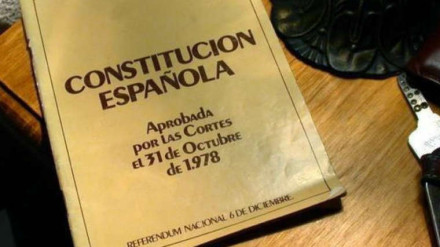 CONSTITUCION
ESPAÑOLA
Aprobada
por las Cortes
el 31 de Octubre
de 1.978
REFERENDUM NACIONAL 6 DE DICIEMBRE